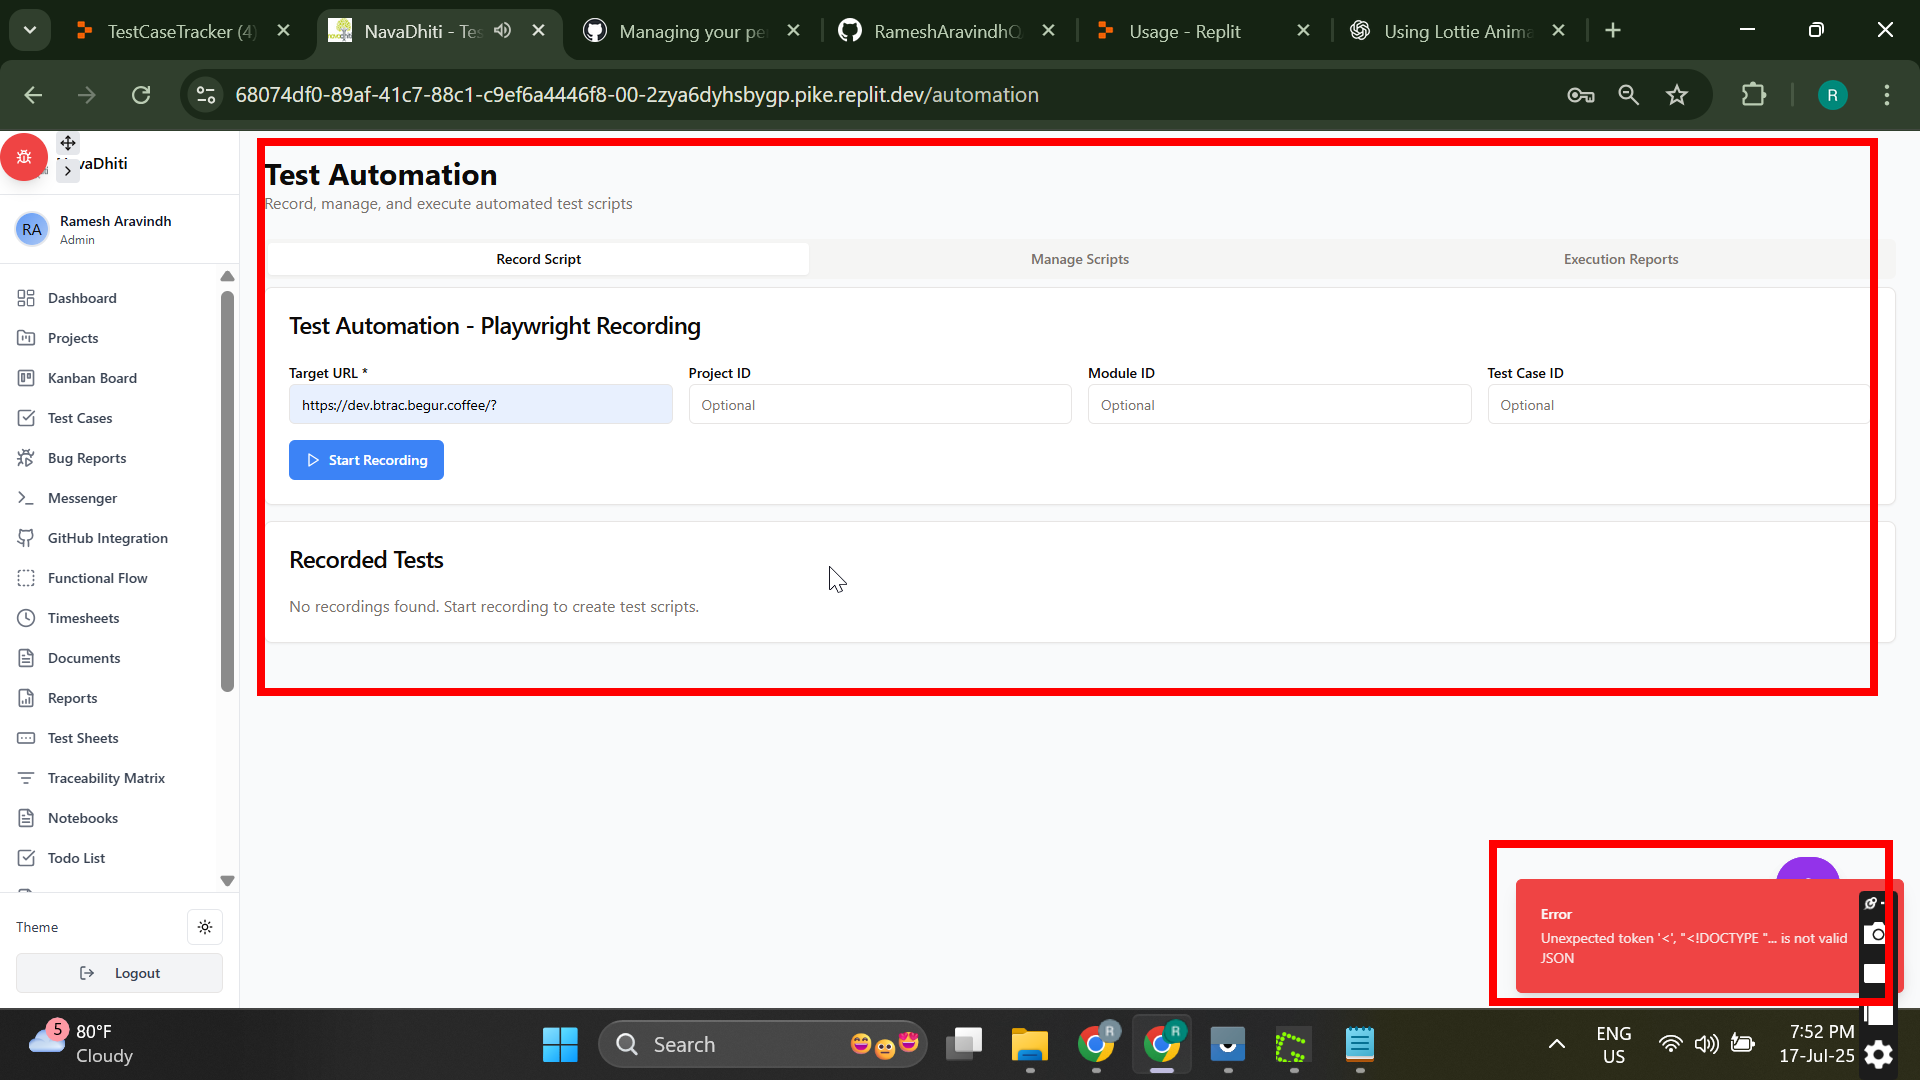 TestCaseTracker (4)
NavaDhiti - Tes
Managing your pe
RameshAravindhQ
Usage - Replit
Using Lottie Anima
68074df0-89af-41c7-88c1-c9ef6a4446f8-00-2zya6dyhsbygp.pike.replit.dev/automation
R
vaDhiti
RA
Ramesh Aravindh
Admin
Dashboard
Projects
Kanban Board
Test Cases
Bug Reports
Messenger
GitHub Integration
Functional Flow
Timesheets
Documents
Reports
Test Sheets
Traceability Matrix
Notebooks
Todo List
Theme
Logout
Test Automation
Record, manage, and execute automated test scripts
Record Script
Manage Scripts
Execution Reports
Test Automation - Playwright Recording
Target URL *
Project ID
Module ID
Test Case ID
https://dev.btrac.begur.coffee/?
Optional
Optional
Optional
Start Recording
Recorded Tests
No recordings found. Start recording to create test scripts.
Error
Unexpected token '<', "<!DOCTYPE "... is not valid
JSON
5
80°F
Cloudy
Search
R
R
ENG
US
7:52 PM
17-Jul-25